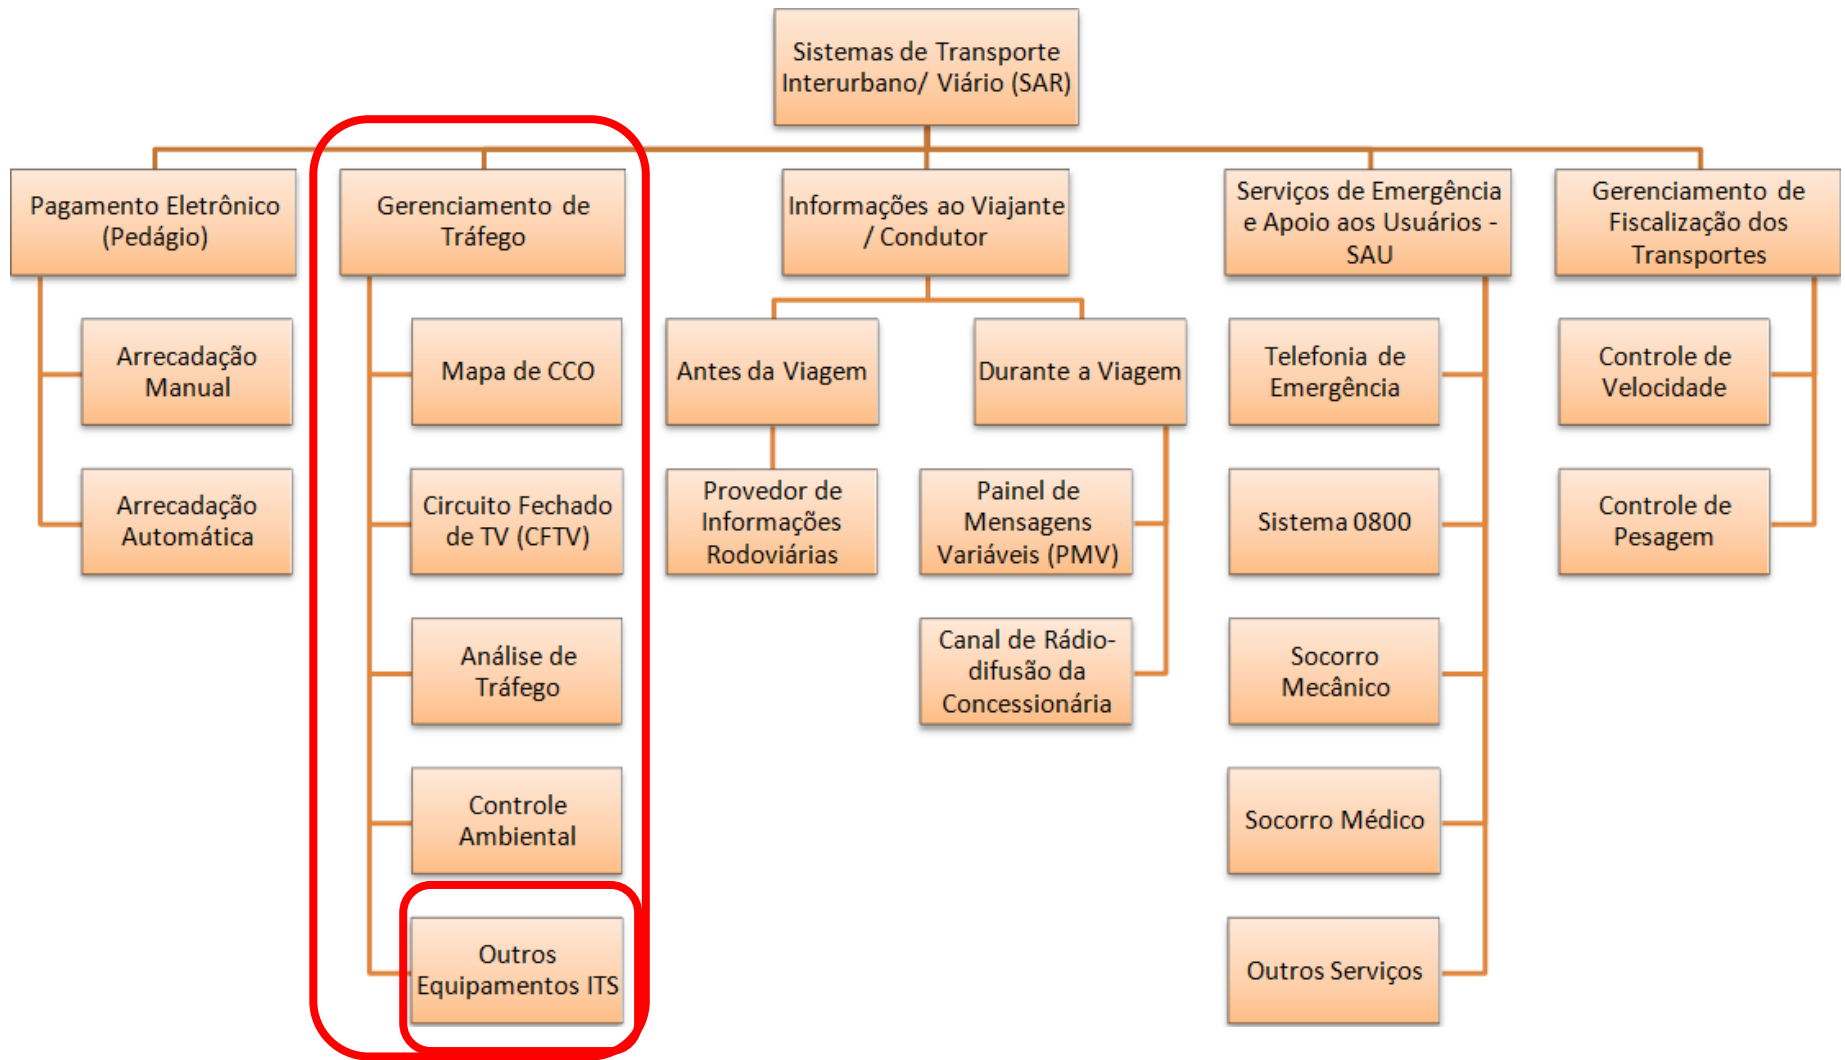 Sistemas de Transporte
Interurbano/ Viário (SAR)
Pagamento Eletrônico
(Pedágio)
Arrecadação
Manual
Arrecadação
Automática
Gerenciamento de
Tráfego
Mapa de CCO
Circuito Fechado
de TV (CFTV)
Análise de
Tráfego
Controle
Ambiental
Outros
Equipamentos ITS
Informações ao Viajante
/ Condutor
Antes da Viagem
Provedor de
Informações
Rodoviárias
Durante a Viagem
Painel de
Mensagens
Variáveis (PMV)
Canal de Rádio-
difusão da
Concessionária
Serviços de Emergência
e Apoio aos Usuários -
SAU
Telefonia de
Emergência
Sistema 0800
Socorro
Mecânico
Socorro Médico
Outros Serviços
Gerenciamento de
Fiscalização dos
Transportes
Controle de
Velocidade
Controle de
Pesagem